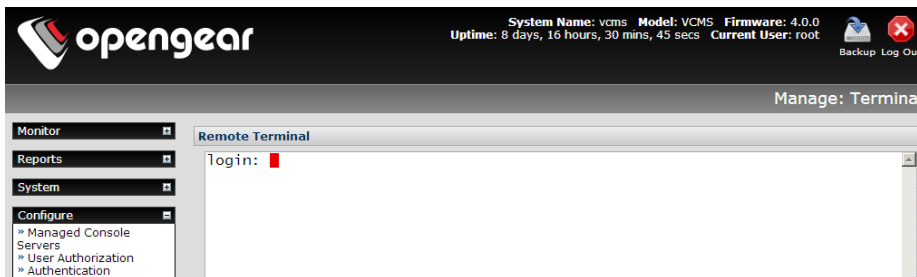 opengear
System Name: vcms Model: VCMS Firmware: 4.0.0
Uptime: 8 days, 16 hours, 30 mins, 45 secs Current User: root
Backup Log Ou
Manage: Termina
Monitor
Reports
System
Configure
» Managed Console
Servers
» User Authorization
» Authentication
Remote Terminal
login: